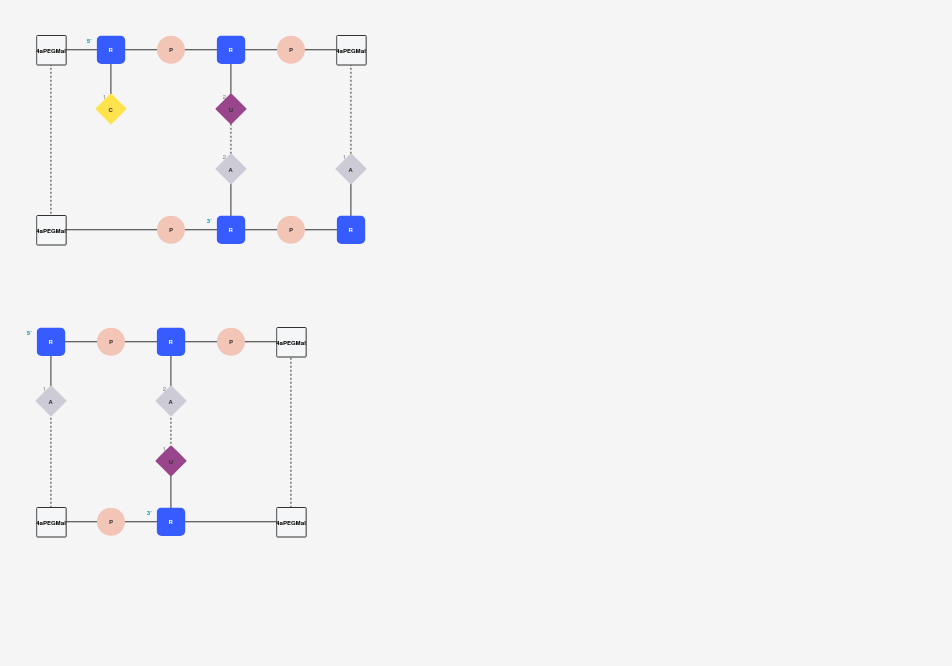 4aPEGMal 5' R P R P 4aPEGMal
1 C 2 U
2 A 1 A
4aPEGMal P 3' R P R
5' R P R P 4aPEGMal
1 A 2 A
1 U
4aPEGMal P 3' R 4aPEGMal